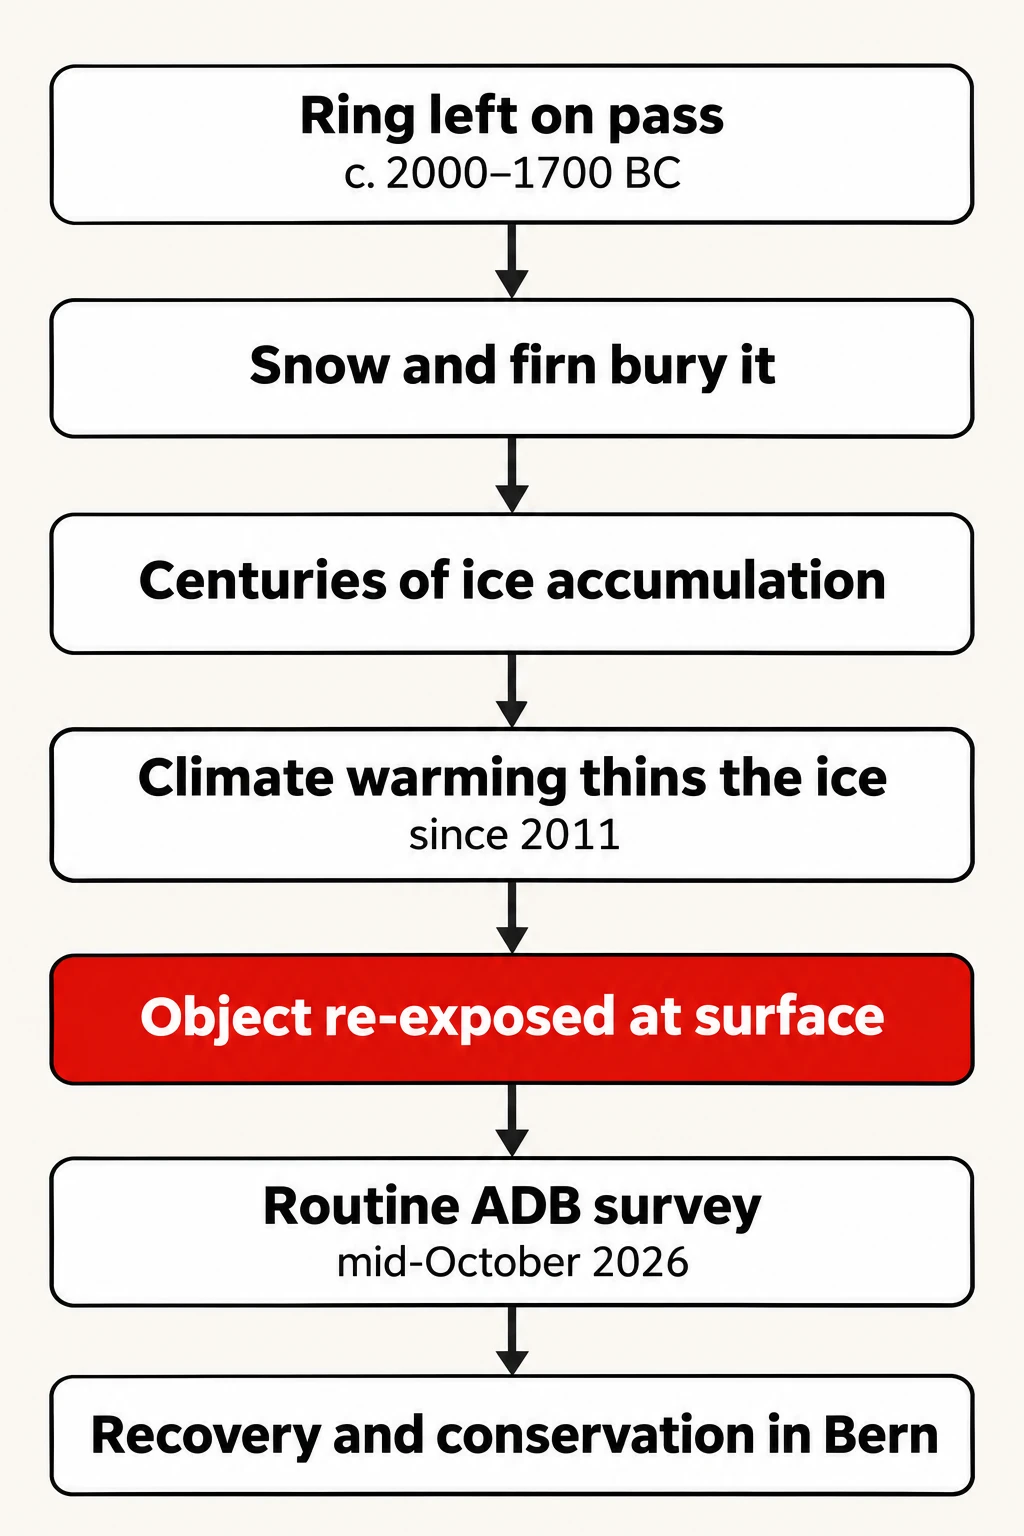 Ring left on pass
c. 2000–1700 BC
Snow and firn bury it
Centuries of ice accumulation
Climate warming thins the ice
since 2011
Object re-exposed at surface
Routine ADB survey
mid-October 2026
Recovery and conservation in Bern